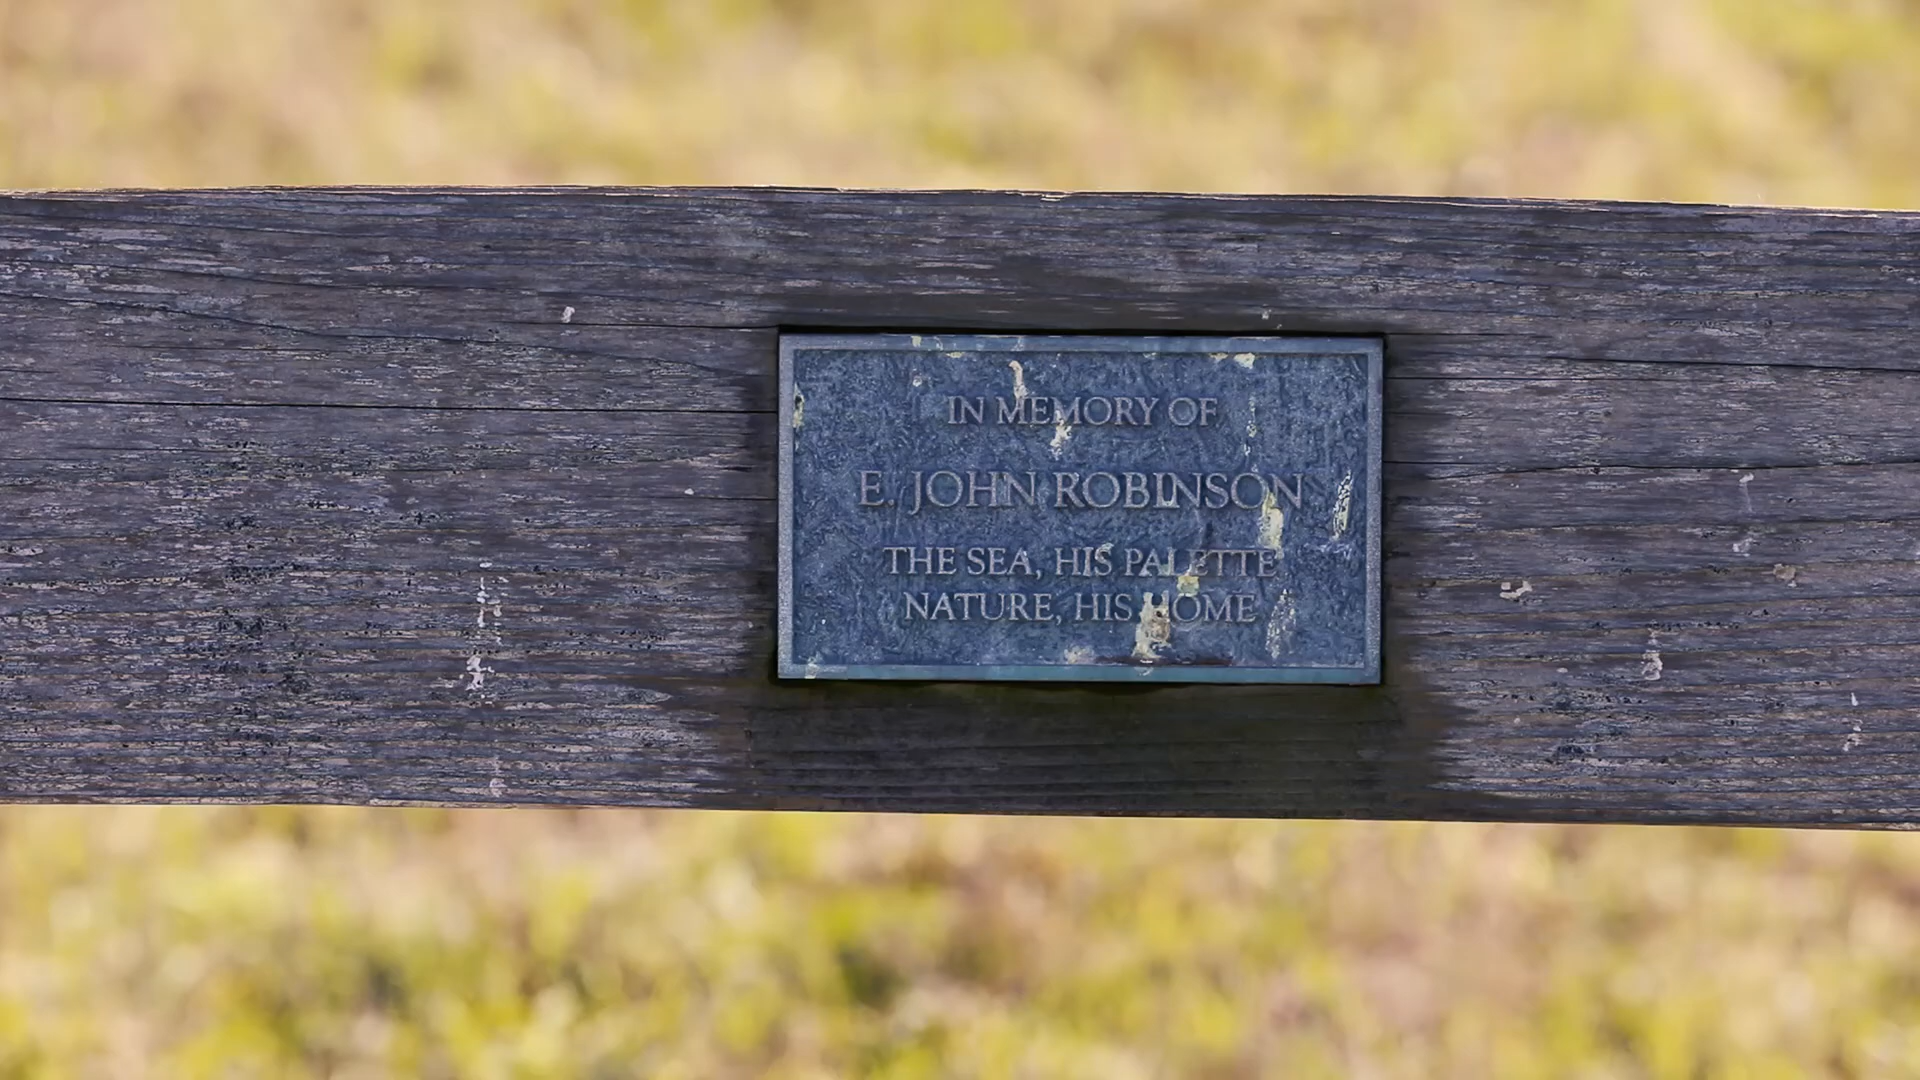 IN MEMORY OF
E. JOHN ROBINSON
THE SEA, HIS PALETTE
NATURE, HIS HOME